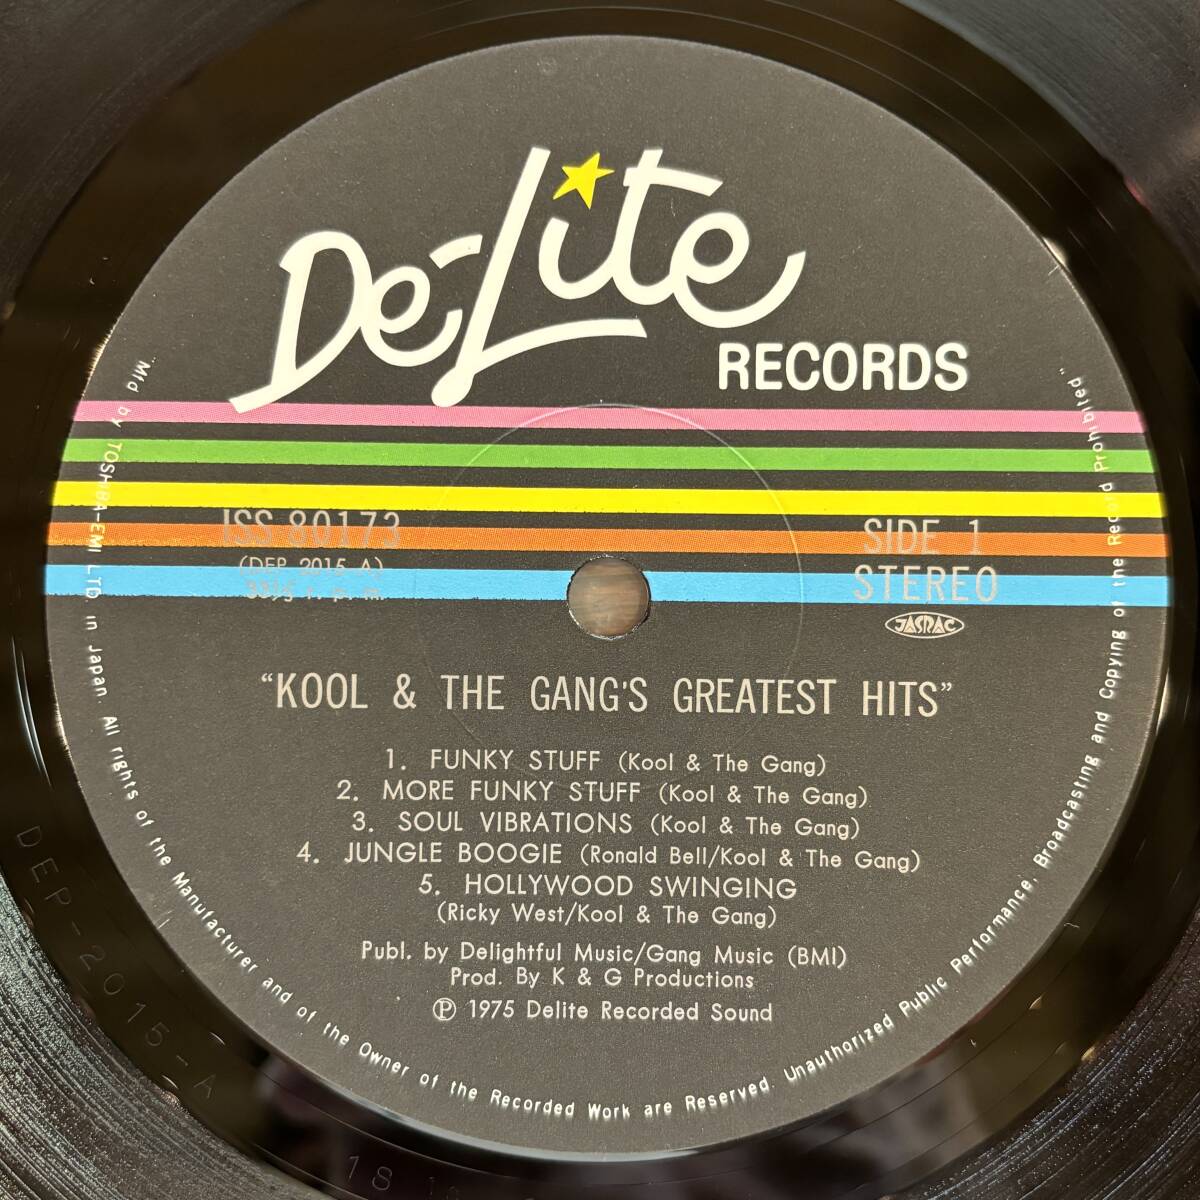 De-Lite
RECORDS
ISS 80173
(DEP 2015 A)
33⅓ r. p. m.
SIDE 1
STEREO
JASRAC
"KOOL & THE GANG'S GREATEST HITS"
1. FUNKY STUFF (Kool & The Gang)
2. MORE FUNKY STUFF (Kool & The Gang)
3. SOUL VIBRATIONS (Kool & The Gang)
4. JUNGLE BOOGIE (Ronald Bell/Kool & The Gang)
5. HOLLYWOOD SWINGING
(Ricky West/Kool & The Gang)
Publ. by Delightful Music/Gang Music (BMI)
Prod. By K & G Productions
Ⓟ 1975 Delite Recorded Sound
"M'd by TOSHIBA-EMI LTD. in Japan. All rights of the Manufacturer and of the Owner of the Recorded Work are Reserved. Unauthorized Public Performance, Broadcasting and Copying of the Record Prohibited"
DEP-2015-A
1S